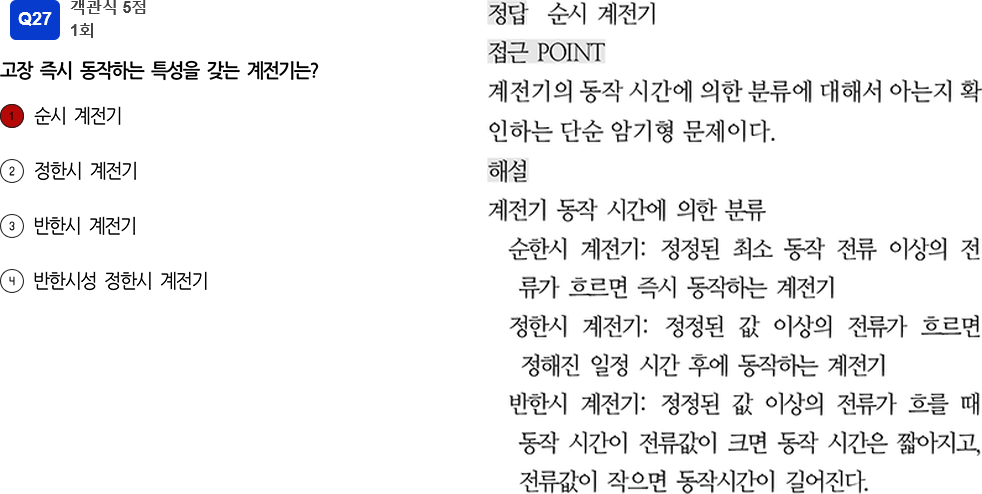 Q27
객관식 5점
1회
고장 즉시 동작하는 특성을 갖는 계전기는?
1 순시 계전기
2 정한시 계전기
3 반한시 계전기
4 반한시성 정한시 계전기
정답 순시 계전기
접근 POINT
계전기의 동작 시간에 의한 분류에 대해서 아는지 확
인하는 단순 암기형 문제이다.
해설
계전기 동작 시간에 의한 분류
순한시 계전기: 정정된 최소 동작 전류 이상의 전
류가 흐르면 즉시 동작하는 계전기
정한시 계전기: 정정된 값 이상의 전류가 흐르면
정해진 일정 시간 후에 동작하는 계전기
반한시 계전기: 정정된 값 이상의 전류가 흐를 때
동작 시간이 전류값이 크면 동작 시간은 짧아지고,
전류값이 작으면 동작시간이 길어진다.